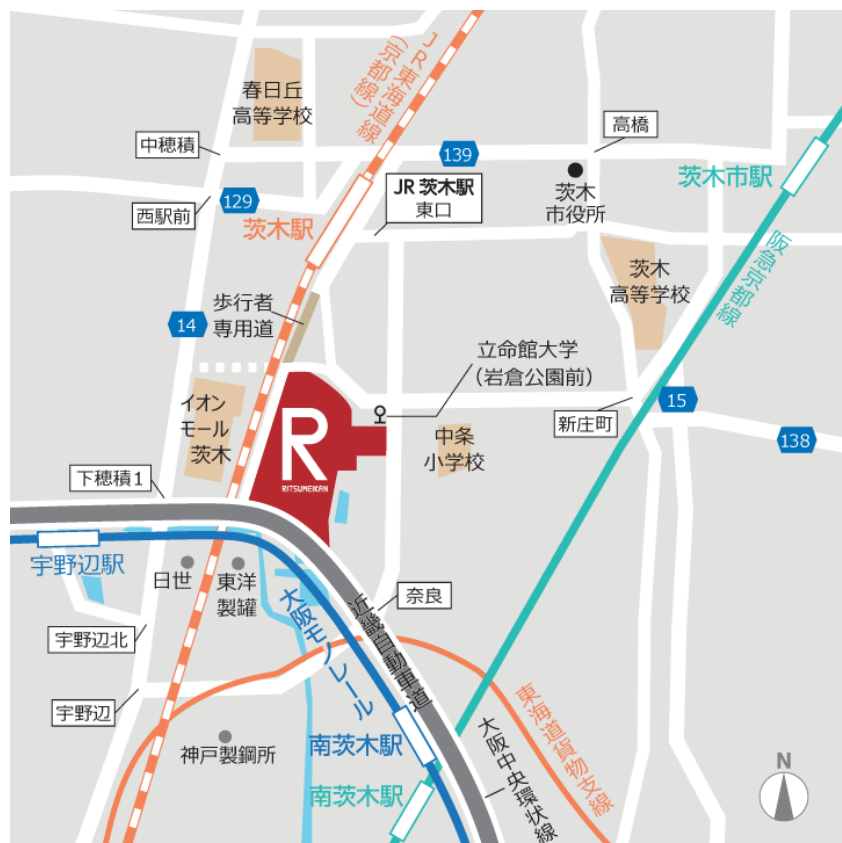 春日丘
高等学校
JR東海道線
(京都線)
中穂積
139
高橋
茨木市駅
129
JR 茨木駅
東口
茨木
市役所
西駅前
茨木駅
阪急京都線
茨木
高等学校
歩行者
専用道
14
立命館大学
（岩倉公園前）
イオン
モール
茨木
R
RITSUMEIKAN
15
新庄町
138
中条
小学校
下穂積1
宇野辺駅
日世
東洋
製罐
奈良
大阪モノレール
近畿自動車道
宇野辺北
宇野辺
神戸製鋼所
南茨木駅
南茨木駅
大阪中央環状線
東海道貨物支線
N